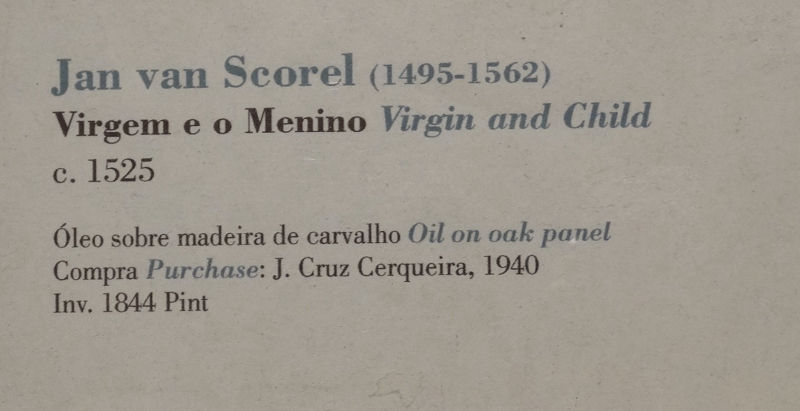 Jan van Scorel (1495-1562)
Virgem e o Menino Virgin and Child
c. 1525
Óleo sobre madeira de carvalho Oil on oak panel
Compra Purchase: J. Cruz Cerqueira, 1940
Inv. 1844 Pint